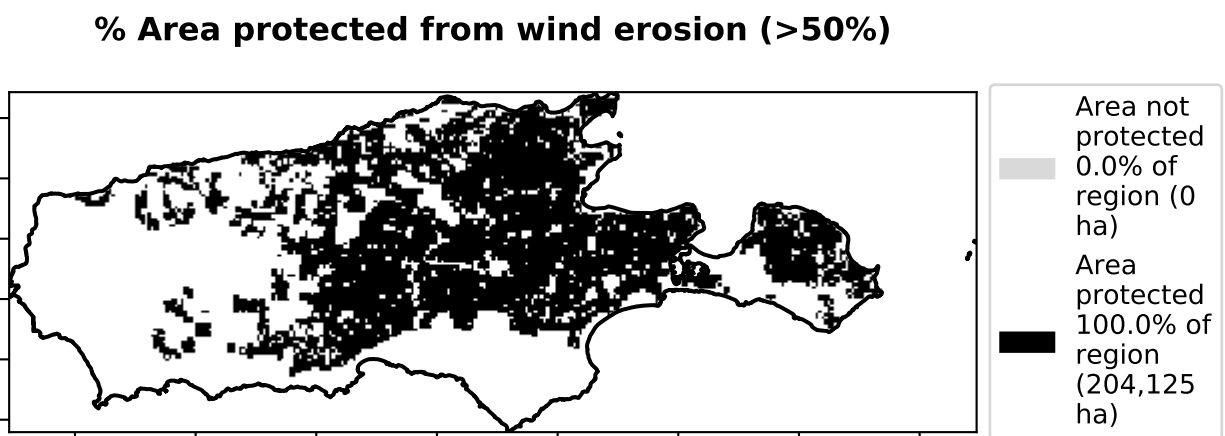 % Area protected from wind erosion (>50%)
Area not
protected
0.0% of
region (0
ha)
Area
protected
100.0% of
region
(204,125
ha)